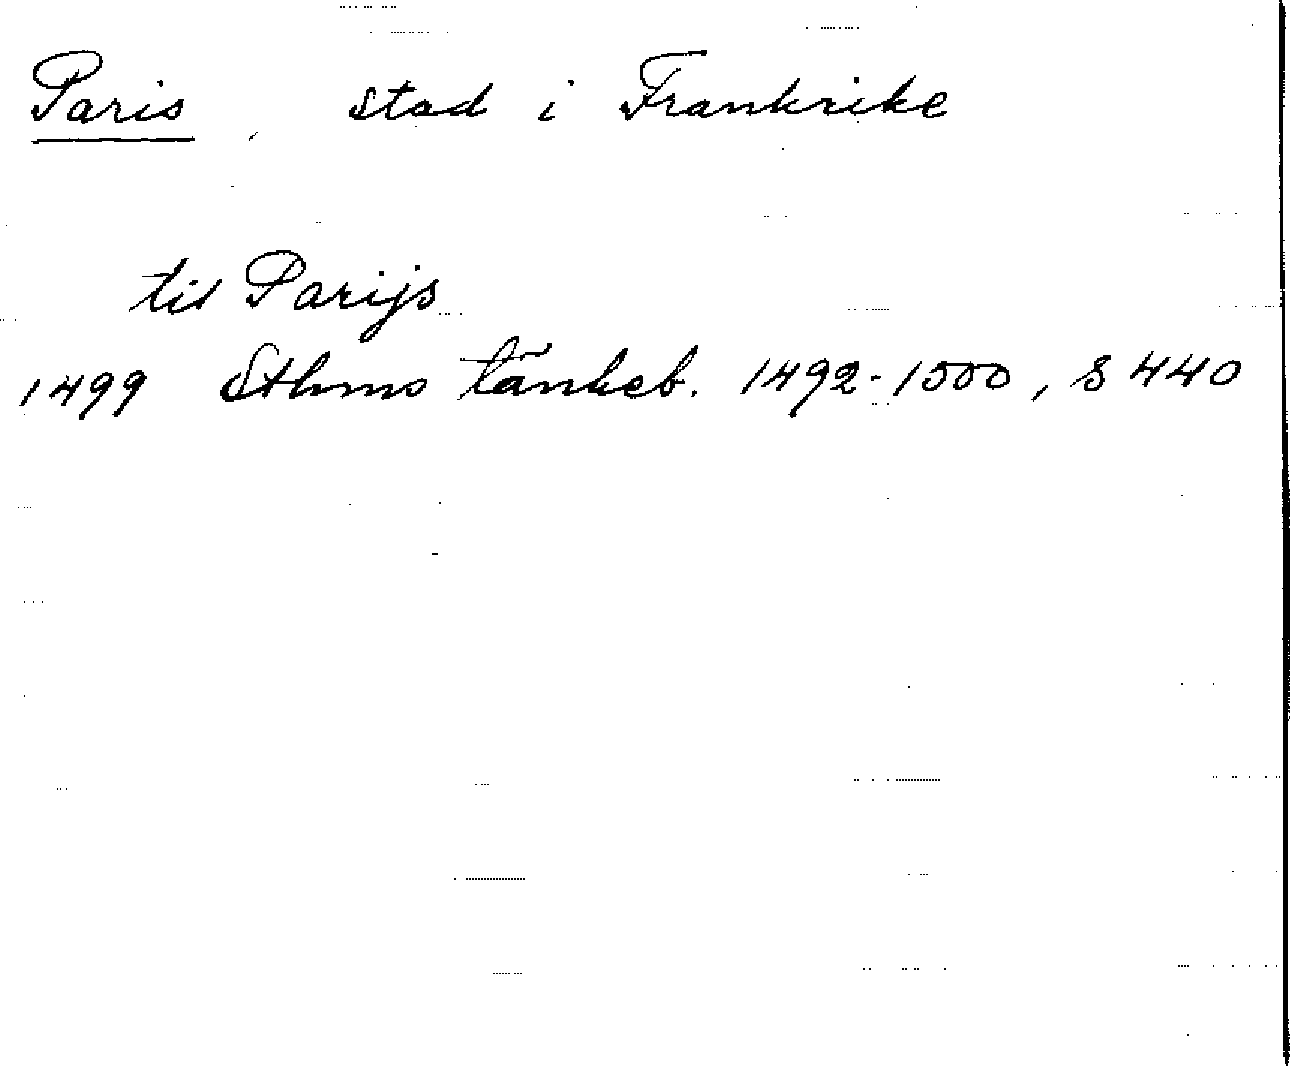 Paris, stad i Frankrike
til Parijs
1499 Sthms tänkeb. 1492-1500, s 440